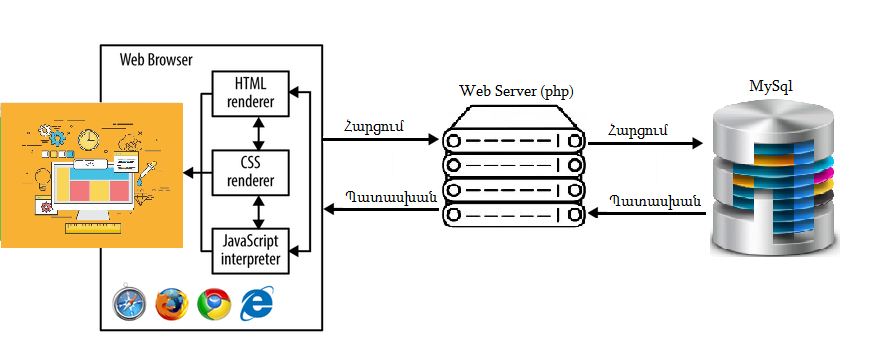 Web Browser
HTML
renderer
CSS
renderer
JavaScript
interpreter
Հարցում
Պատասխան
Web Server (php)
Հարցում
Պատասխան
MySql